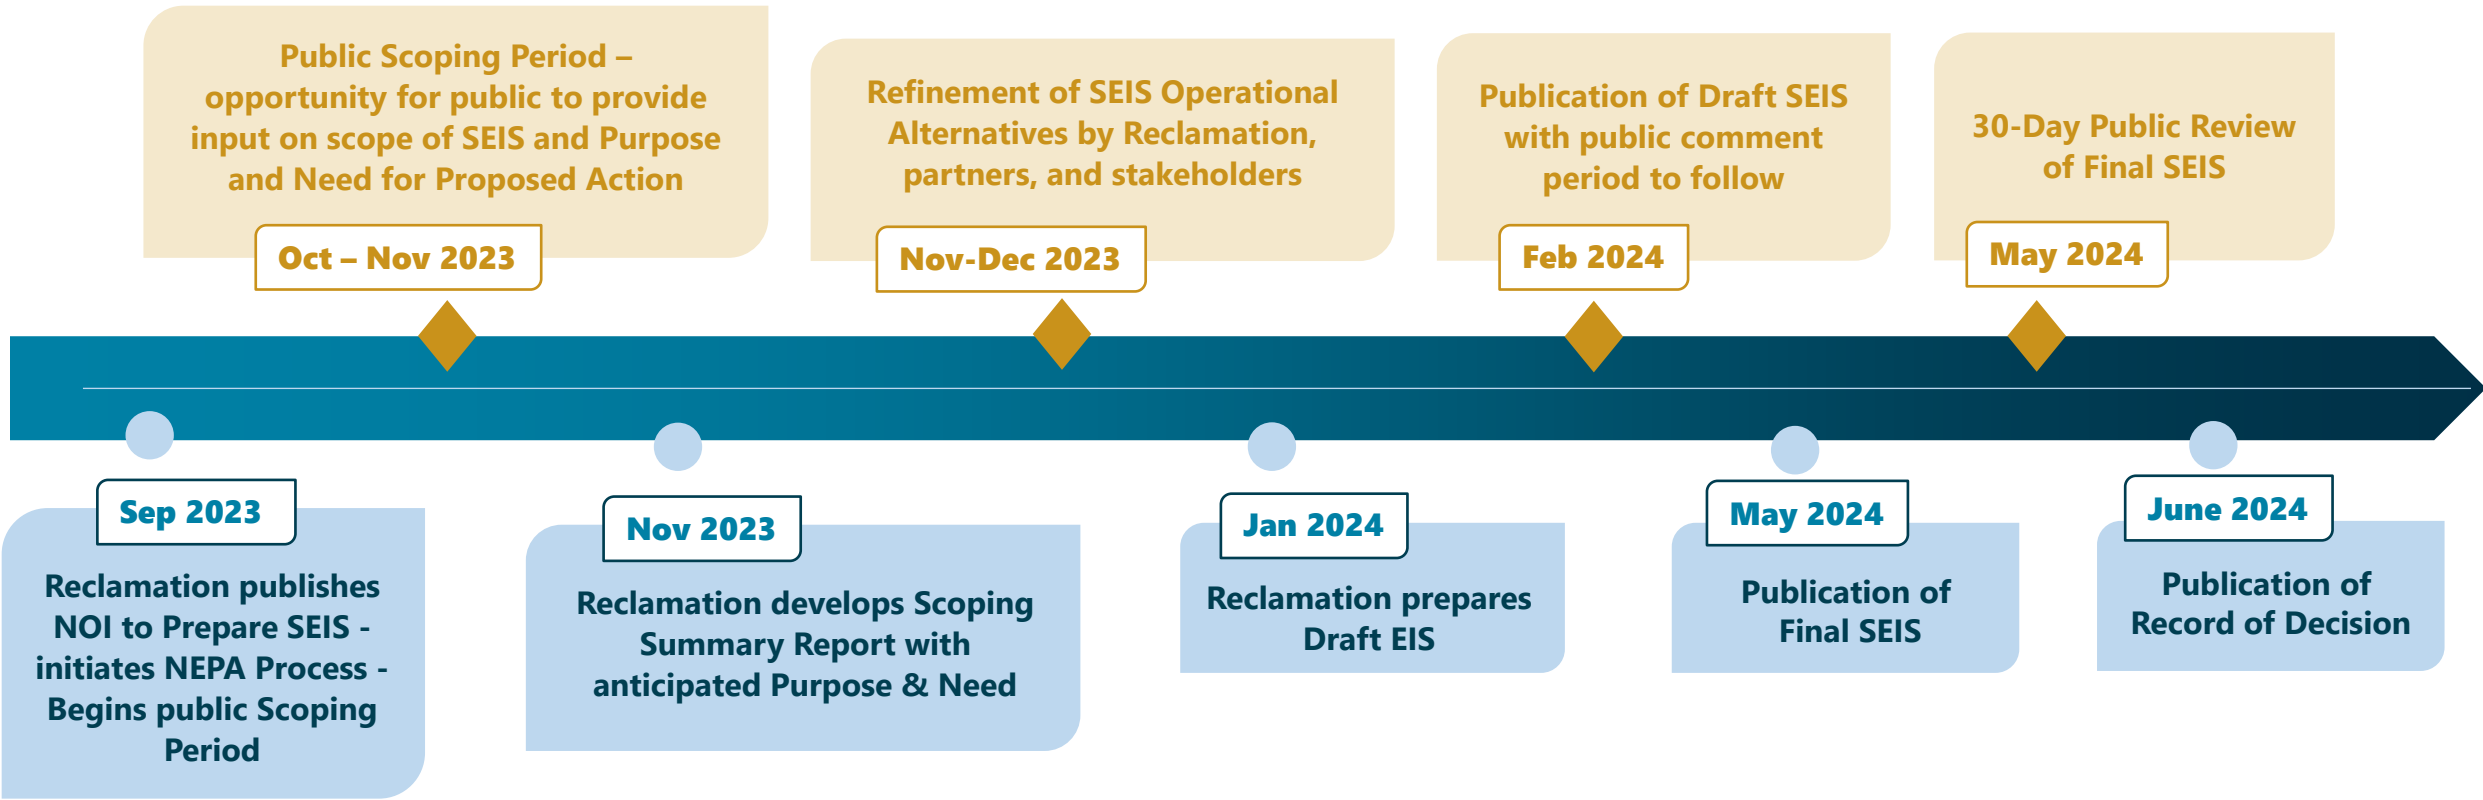 Public Scoping Period –
opportunity for public to provide
input on scope of SEIS and Purpose
and Need for Proposed Action
Oct – Nov 2023
Refinement of SEIS Operational
Alternatives by Reclamation,
partners, and stakeholders
Nov-Dec 2023
Publication of Draft SEIS
with public comment
period to follow
Feb 2024
30-Day Public Review
of Final SEIS
May 2024
Sep 2023
Reclamation publishes
NOI to Prepare SEIS -
initiates NEPA Process -
Begins public Scoping
Period
Nov 2023
Reclamation develops Scoping
Summary Report with
anticipated Purpose & Need
Jan 2024
Reclamation prepares
Draft EIS
May 2024
Publication of
Final SEIS
June 2024
Publication of
Record of Decision